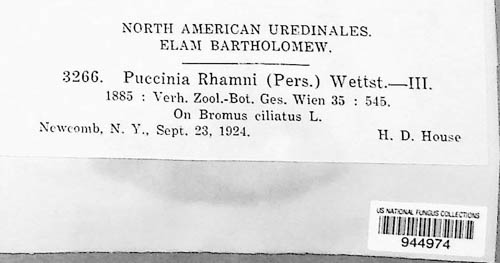 NORTH AMERICAN UREDINALES.
ELAM BARTHOLOMEW.
3266. Puccinia Rhamni (Pers.) Wettst.—III.
1885 : Verh. Zool.-Bot. Ges. Wien 35 : 545.
On Bromus ciliatus L.
Newcomb, N. Y., Sept. 23, 1924. H. D. House
US NATIONAL FUNGUS COLLECTIONS
944974